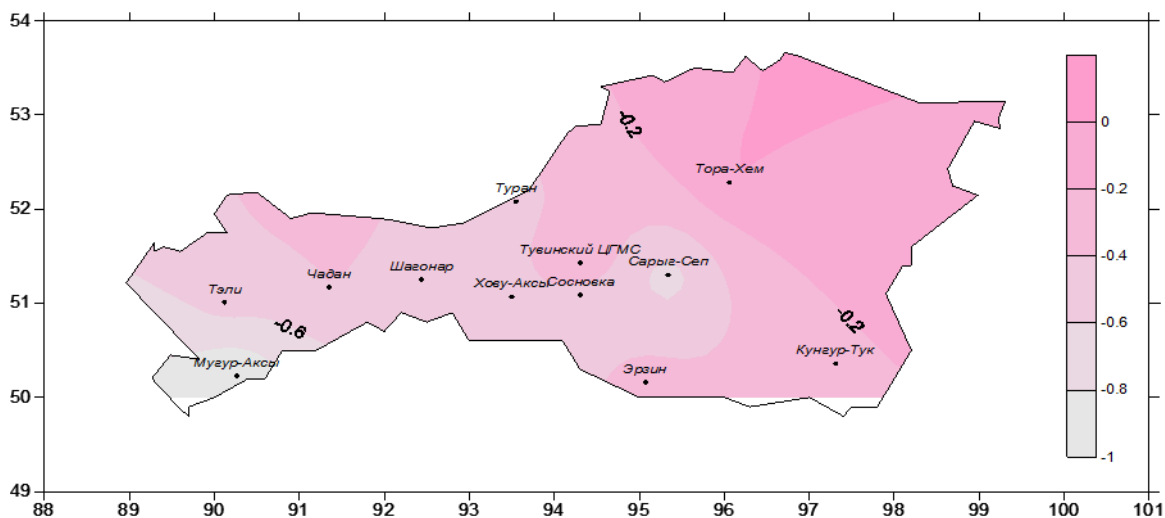 54
53
52
51
50
49
88
89
90
91
92
93
94
95
96
97
98
99
100
101
-0.2
Тора-Хем
Туран
Тувинский ЦГМС
Сарыг-Сеп
Шагонар
Чадан
Хову-Аксы
Сосновка
Тэли
-0.6
-0.2
Мугур-Аксы
Эрзин
Кунгур-Тук
0
-0.2
-0.4
-0.6
-0.8
-1